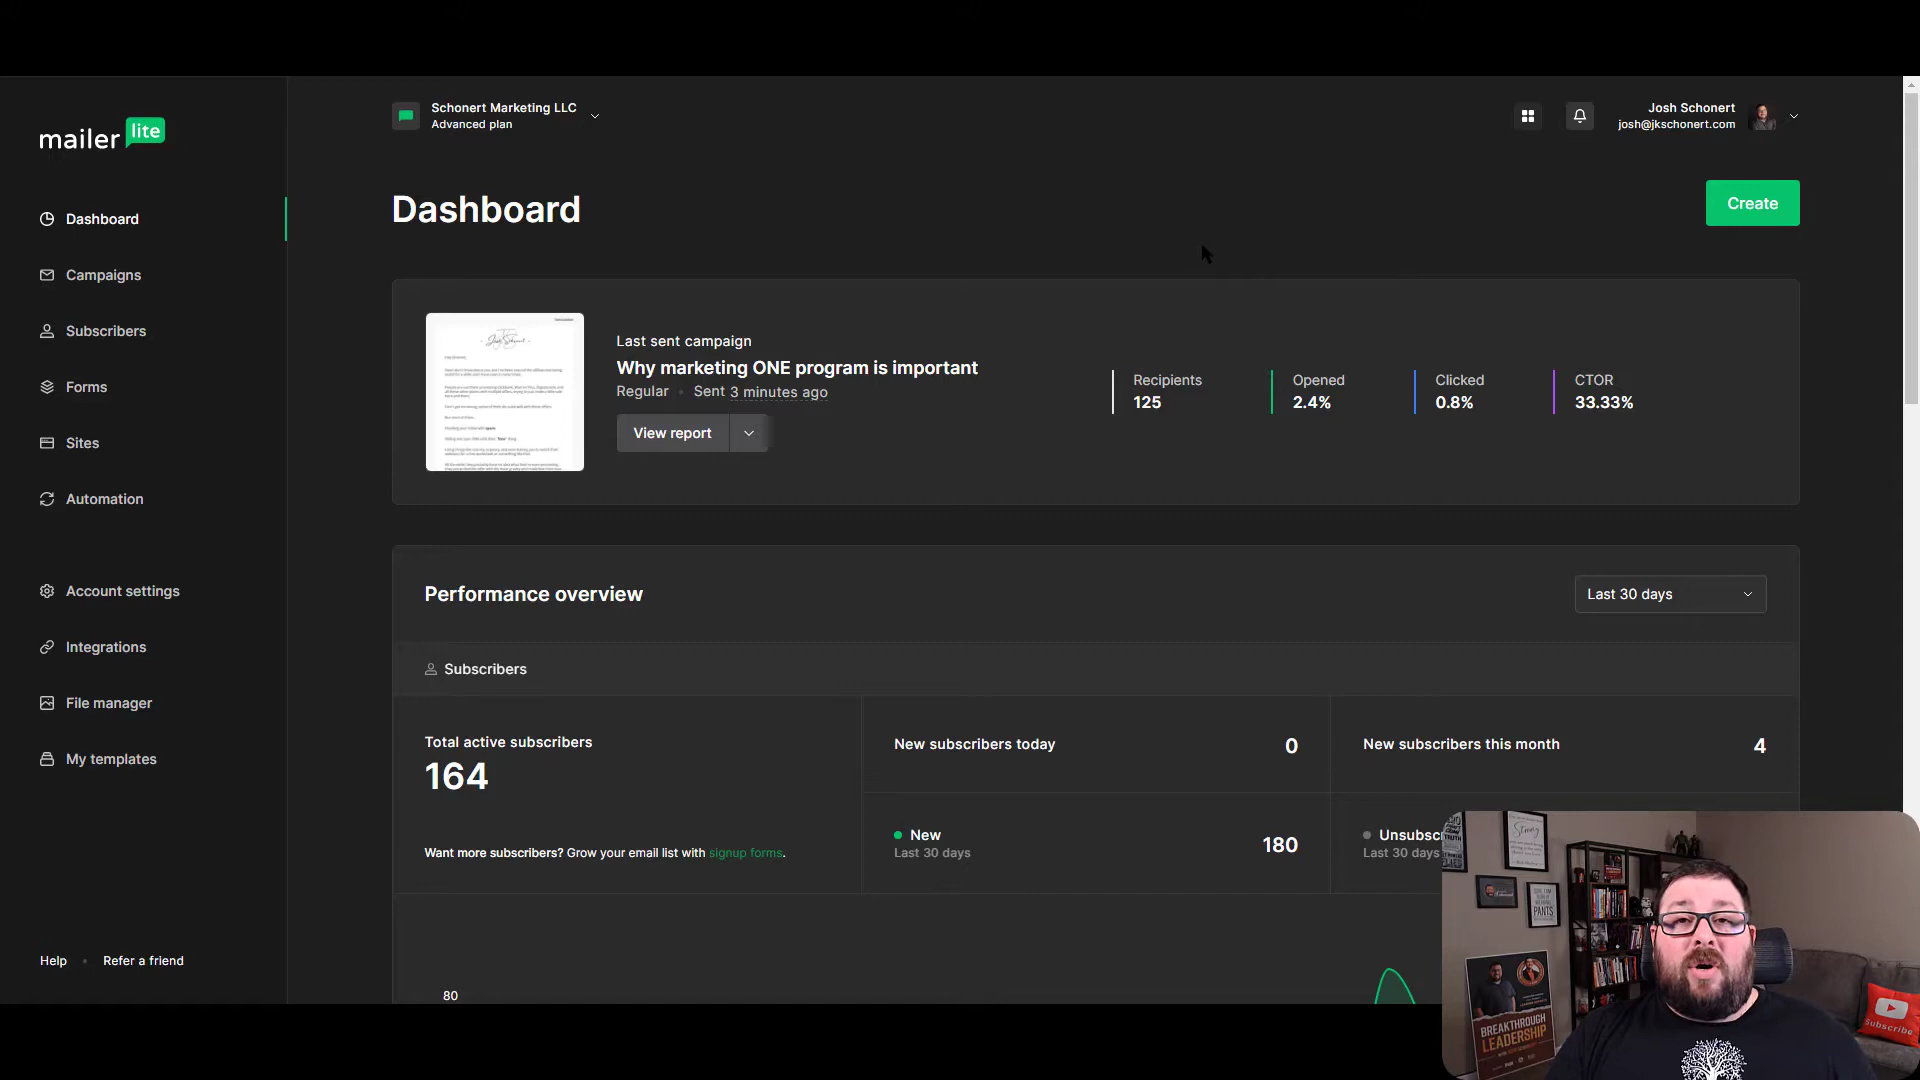 mailer lite
Schonert Marketing LLC
Advanced plan
Josh Schonert
josh@jkschonert.com
Dashboard
Campaigns
Subscribers
Forms
Sites
Automation
Account settings
Integrations
File manager
My templates
Help
Refer a friend
Dashboard
Create
Last sent campaign
Why marketing ONE program is important
Regular • Sent 3 minutes ago
View report
Recipients
125
Opened
2.4%
Clicked
0.8%
CTOR
33.33%
Performance overview
Last 30 days
Subscribers
Total active subscribers
164
Want more subscribers? Grow your email list with signup forms.
New subscribers today
0
New subscribers this month
4
New
Last 30 days
180
Unsubsc
Last 30 days
80
TRUTH
Strong
PANTS
BREAKTHROUGH
LEADERSHIP
Subscribe